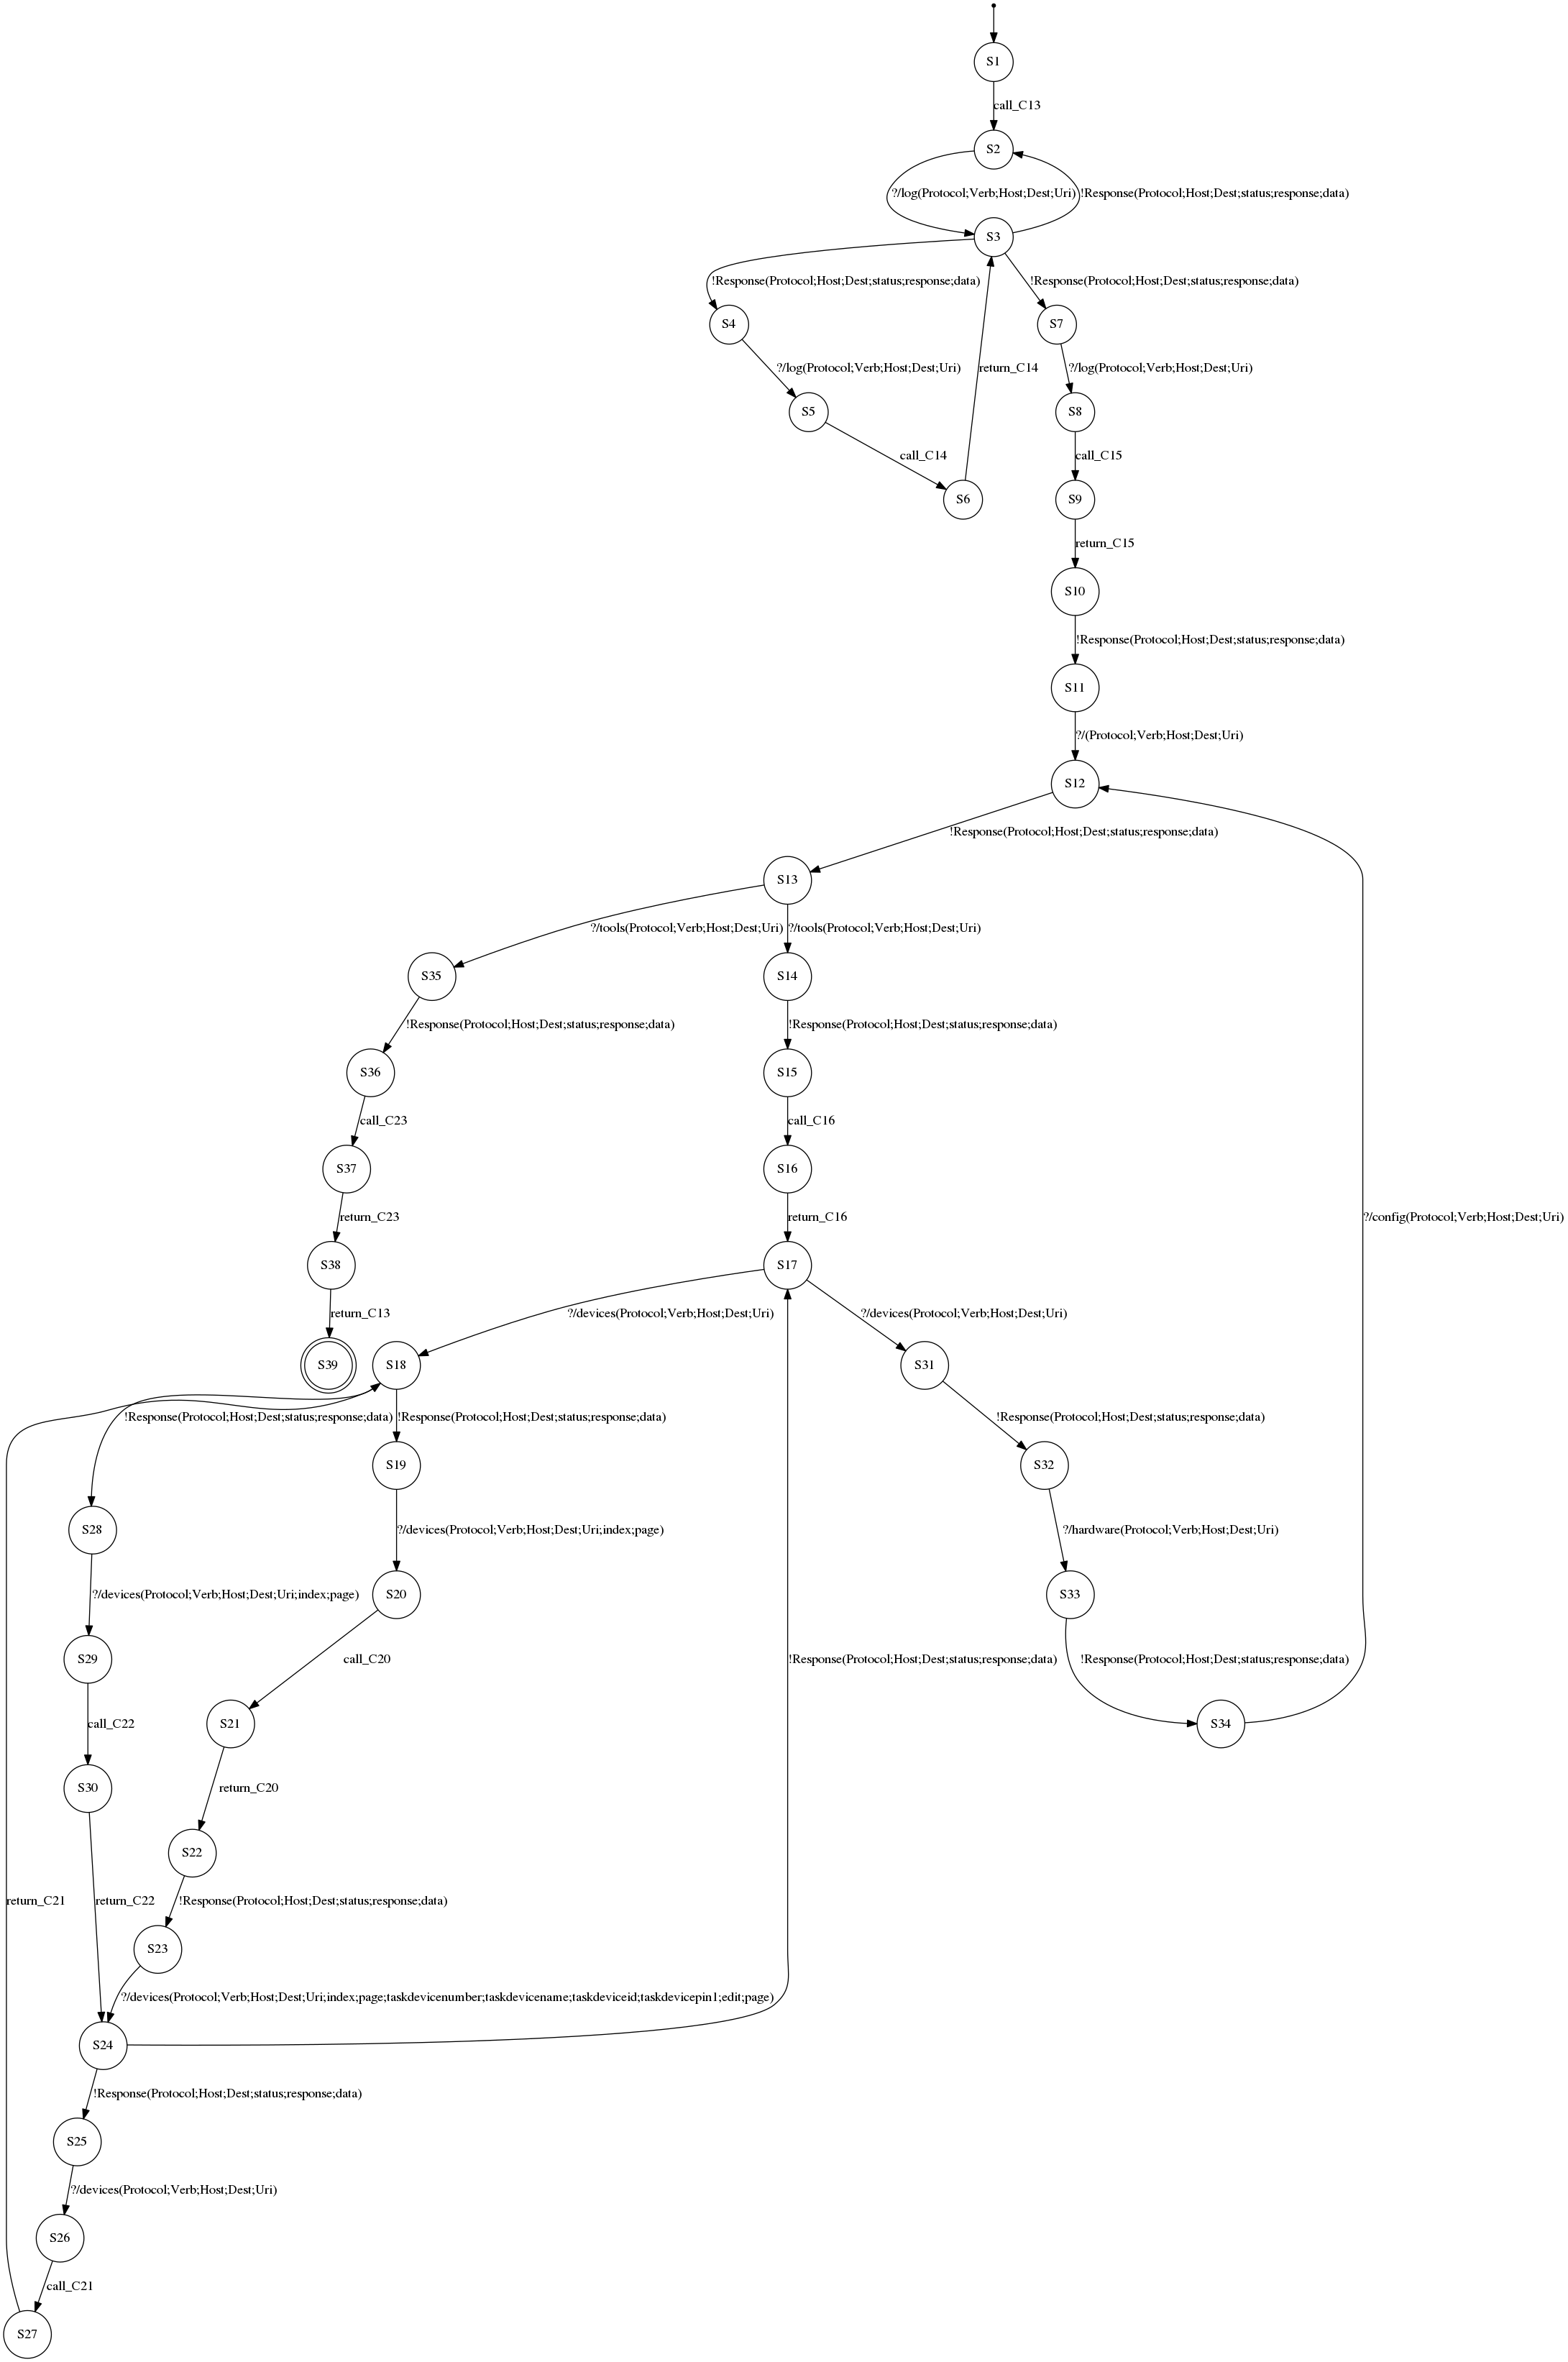 S1
call_C13
S2
?/log(Protocol;Verb;Host;Dest;Uri)
!Response(Protocol;Host;Dest;status;response;data)
S3
!Response(Protocol;Host;Dest;status;response;data)
!Response(Protocol;Host;Dest;status;response;data)
S4
S7
?/log(Protocol;Verb;Host;Dest;Uri)
return_C14
?/log(Protocol;Verb;Host;Dest;Uri)
S5
S8
call_C14
call_C15
S6
S9
return_C15
S10
!Response(Protocol;Host;Dest;status;response;data)
S11
?/(Protocol;Verb;Host;Dest;Uri)
S12
!Response(Protocol;Host;Dest;status;response;data)
S13
?/tools(Protocol;Verb;Host;Dest;Uri)
?/tools(Protocol;Verb;Host;Dest;Uri)
S35
S14
!Response(Protocol;Host;Dest;status;response;data)
!Response(Protocol;Host;Dest;status;response;data)
S36
S15
call_C23
call_C16
S37
S16
return_C23
return_C16
?/config(Protocol;Verb;Host;Dest;Uri)
S38
S17
return_C13
?/devices(Protocol;Verb;Host;Dest;Uri)
?/devices(Protocol;Verb;Host;Dest;Uri)
S39
S18
S31
!Response(Protocol;Host;Dest;status;response;data)
!Response(Protocol;Host;Dest;status;response;data)
!Response(Protocol;Host;Dest;status;response;data)
S19
S32
S28
?/devices(Protocol;Verb;Host;Dest;Uri;index;page)
?/hardware(Protocol;Verb;Host;Dest;Uri)
?/devices(Protocol;Verb;Host;Dest;Uri;index;page)
S20
S33
S29
call_C20
!Response(Protocol;Host;Dest;status;response;data)
!Response(Protocol;Host;Dest;status;response;data)
call_C22
S21
S34
S30
return_C20
S22
return_C21
return_C22
!Response(Protocol;Host;Dest;status;response;data)
S23
?/devices(Protocol;Verb;Host;Dest;Uri;index;page;taskdevicenumber;taskdevicename;taskdeviceid;taskdevicepin1;edit;page)
S24
!Response(Protocol;Host;Dest;status;response;data)
S25
?/devices(Protocol;Verb;Host;Dest;Uri)
S26
call_C21
S27